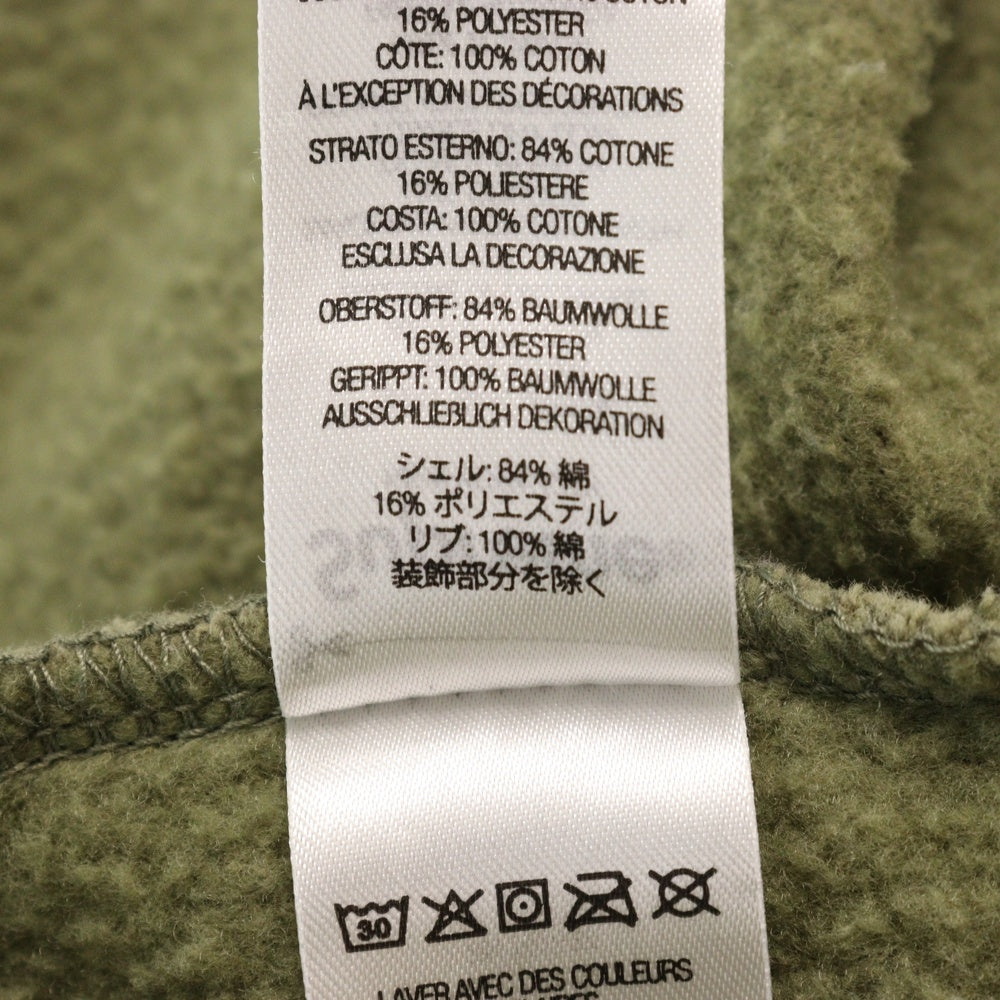 COTON
16% POLYESTER
CÔTE: 100% COTON
À L'EXCEPTION DES DÉCORATIONS
STRATO ESTERNO: 84% COTONE
16% POLIESTERE
COSTA: 100% COTONE
ESCLUSA LA DECORAZIONE
OBERSTOFF: 84% BAUMWOLLE
16% POLYESTER
GERIPPT: 100% BAUMWOLLE
AUSSCHLIEßLICH DEKORATION
シェル: 84% 綿
16% ポリエステル
リブ: 100% 綿
装飾部分を除く
30
LAVER AVEC DES COULEURS